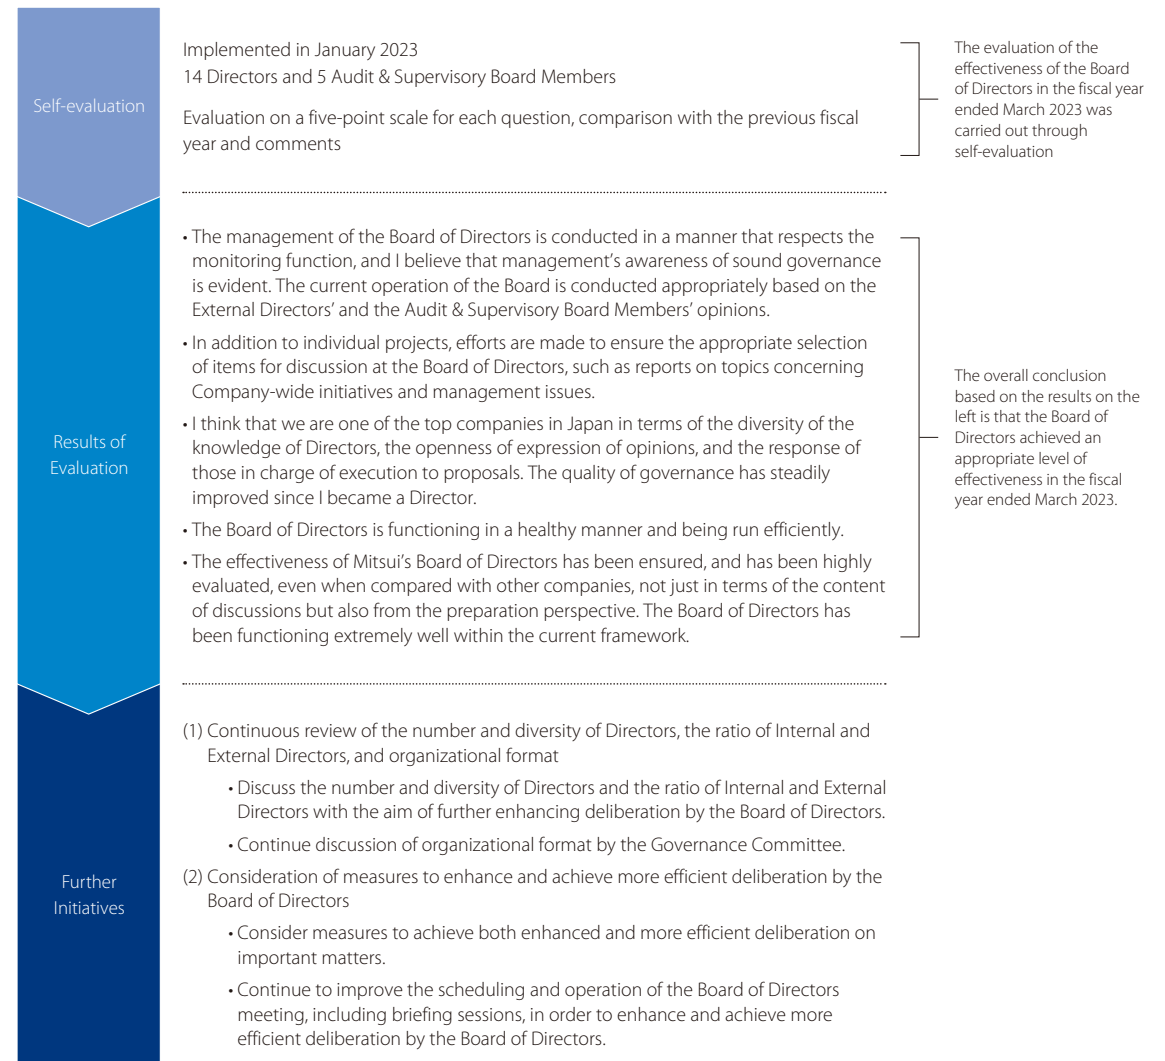 Self-evaluation
Implemented in January 2023
14 Directors and 5 Audit & Supervisory Board Members
Evaluation on a five-point scale for each question, comparison with the previous fiscal
year and comments
The evaluation of the
effectiveness of the Board
of Directors in the fiscal year
ended March 2023 was
carried out through
self-evaluation
Results of
Evaluation
• The management of the Board of Directors is conducted in a manner that respects the
monitoring function, and I believe that management's awareness of sound governance
is evident. The current operation of the Board is conducted appropriately based on the
External Directors' and the Audit & Supervisory Board Members' opinions.
• In addition to individual projects, efforts are made to ensure the appropriate selection
of items for discussion at the Board of Directors, such as reports on topics concerning
Company-wide initiatives and management issues.
• I think that we are one of the top companies in Japan in terms of the diversity of the
knowledge of Directors, the openness of expression of opinions, and the response of
those in charge of execution to proposals. The quality of governance has steadily
improved since I became a Director.
• The Board of Directors is functioning in a healthy manner and being run efficiently.
• The effectiveness of Mitsui's Board of Directors has been ensured, and has been highly
evaluated, even when compared with other companies, not just in terms of the content
of discussions but also from the preparation perspective. The Board of Directors has
been functioning extremely well within the current framework.
The overall conclusion
based on the results on the
left is that the Board of
Directors achieved an
appropriate level of
effectiveness in the fiscal
year ended March 2023.
Further
Initiatives
(1) Continuous review of the number and diversity of Directors, the ratio of Internal and
External Directors, and organizational format
• Discuss the number and diversity of Directors and the ratio of Internal and External
Directors with the aim of further enhancing deliberation by the Board of Directors.
• Continue discussion of organizational format by the Governance Committee.
(2) Consideration of measures to enhance and achieve more efficient deliberation by the
Board of Directors
• Consider measures to achieve both enhanced and more efficient deliberation on
important matters.
• Continue to improve the scheduling and operation of the Board of Directors
meeting, including briefing sessions, in order to enhance and achieve more
efficient deliberation by the Board of Directors.